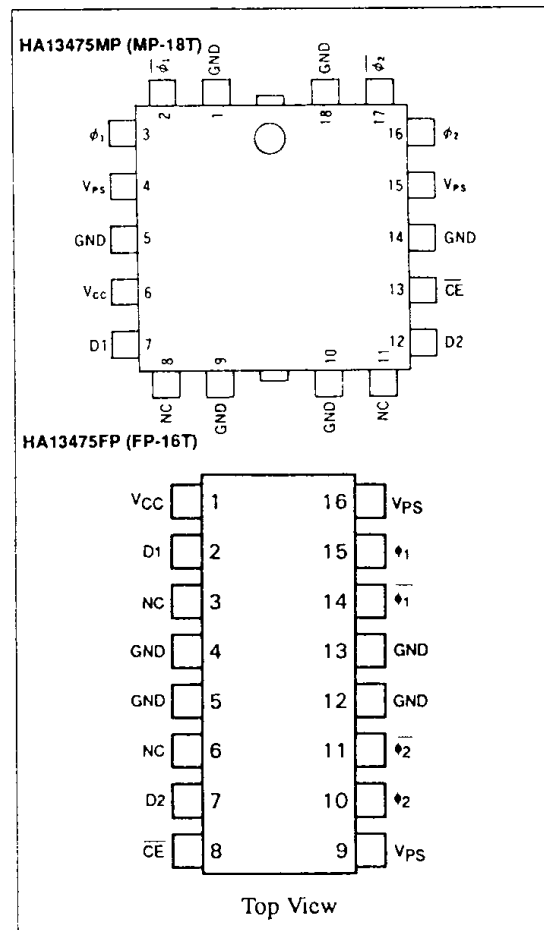 HA13475MP (MP-18T)
φ̅₁ GND GND φ̅₂
2 1 18 17
φ₁ 3 16 φ₂
VPS 4 15 VPS
GND 5 14 GND
VCC 6 13 C̅E̅
D1 7 12 D2
8 9 10 11
NC GND GND NC
HA13475FP (FP-16T)
VCC 1 16 VPS
D1 2 15 φ₁
NC 3 14 φ̅₁
GND 4 13 GND
GND 5 12 GND
NC 6 11 φ̅₂
D2 7 10 φ₂
C̅E̅ 8 9 VPS
Top View